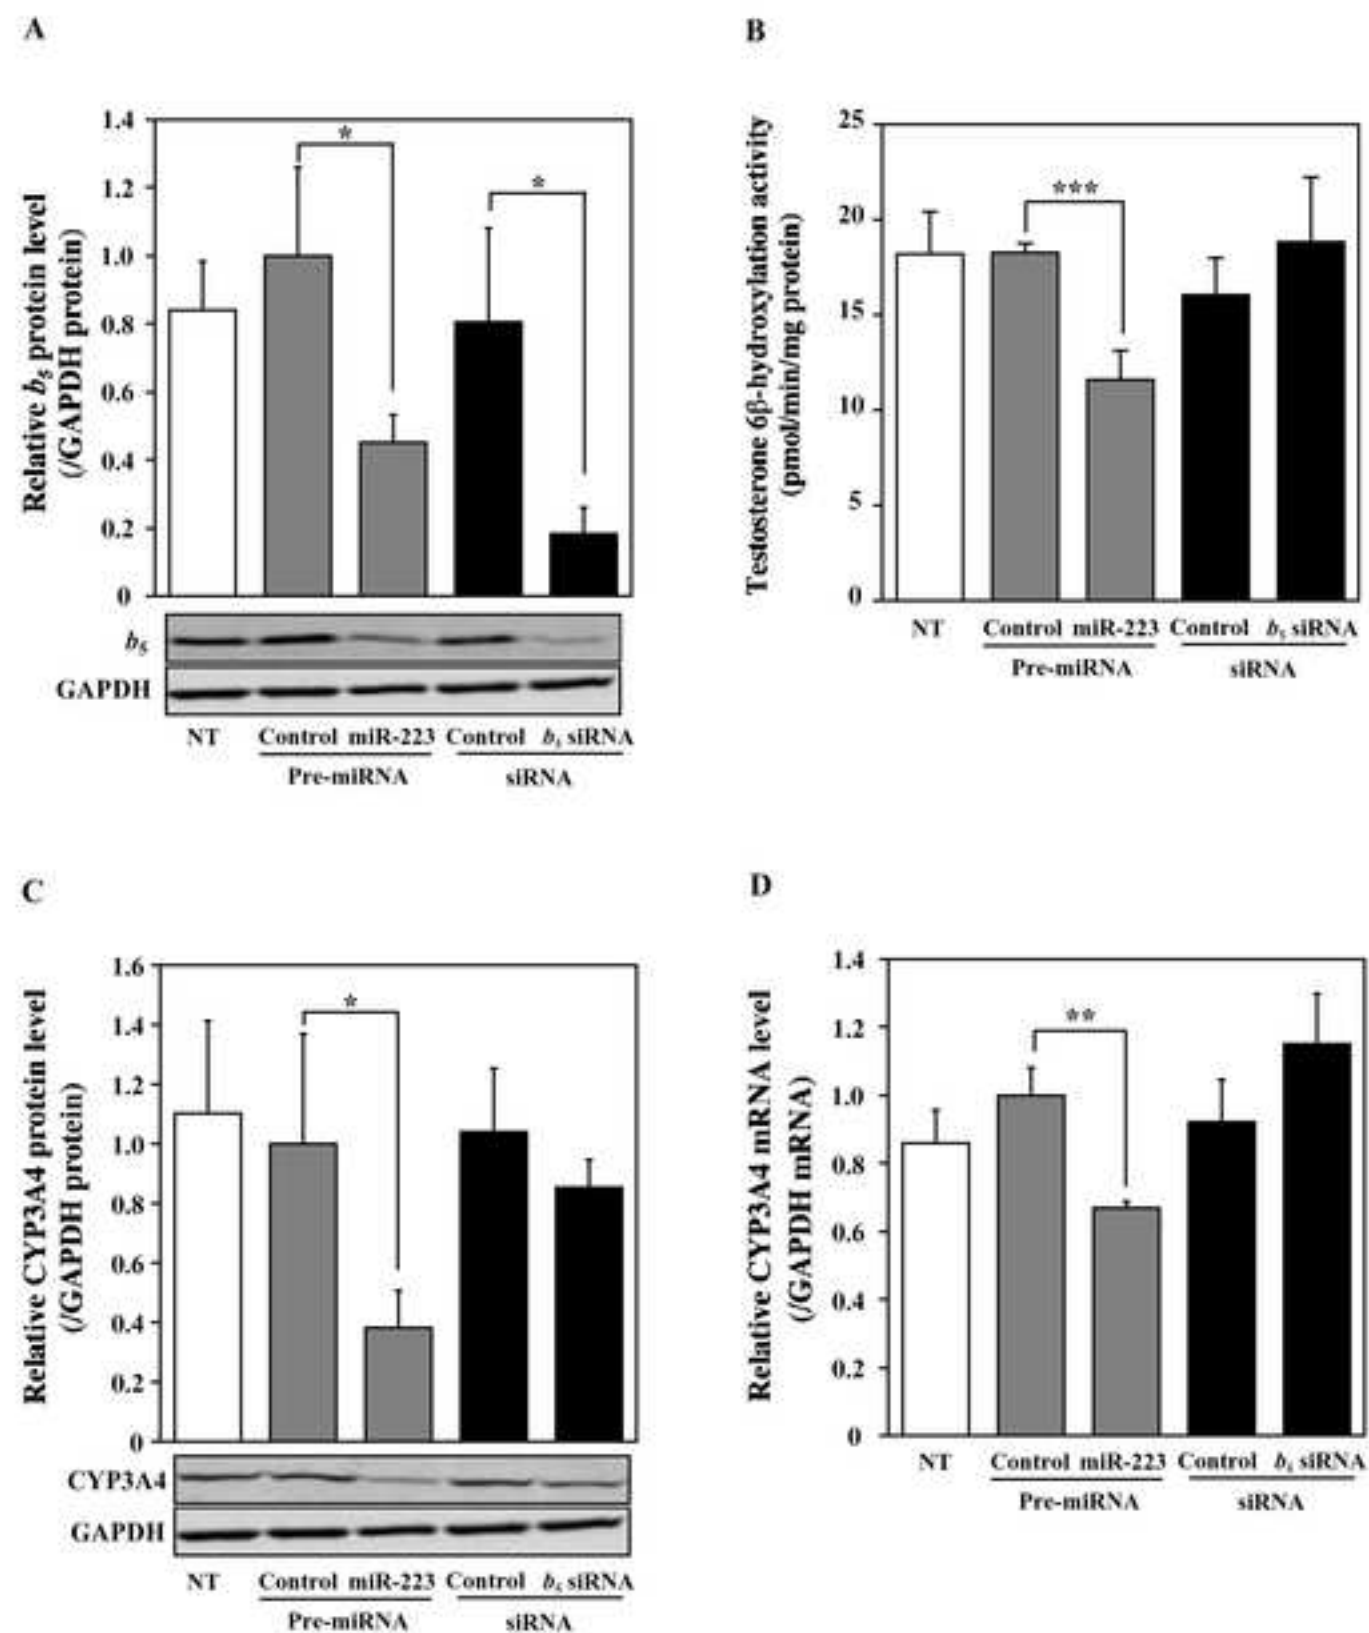 A
Relative b5 protein level
(/GAPDH protein)
1.4
1.2
1.0
0.8
0.6
0.4
0.2
0
*
*
b5
GAPDH
NT Control miR-223 Control b5 siRNA
Pre-miRNA siRNA
B
Testosterone 6β-hydroxylation activity
(pmol/min/mg protein)
25
20
15
10
5
0
***
NT Control miR-223 Control b5 siRNA
Pre-miRNA siRNA
C
Relative CYP3A4 protein level
(/GAPDH protein)
1.6
1.4
1.2
1.0
0.8
0.6
0.4
0.2
0
*
CYP3A4
GAPDH
NT Control miR-223 Control b5 siRNA
Pre-miRNA siRNA
D
Relative CYP3A4 mRNA level
(/GAPDH mRNA)
1.4
1.2
1.0
0.8
0.6
0.4
0.2
0
**
NT Control miR-223 Control b5 siRNA
Pre-miRNA siRNA